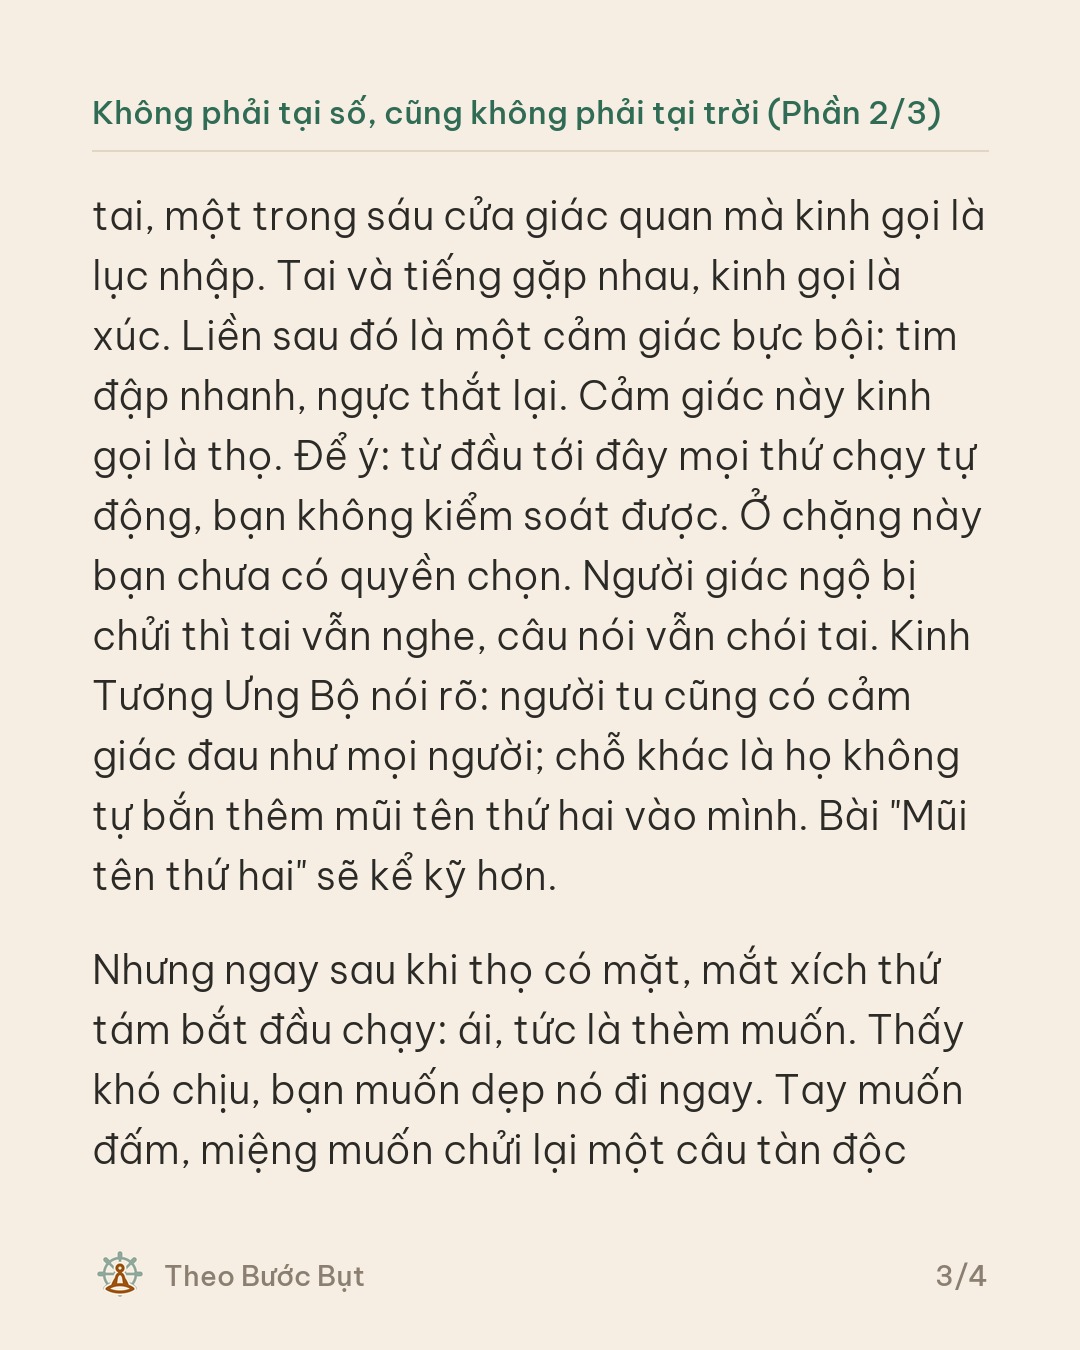 Không phải tại số, cũng không phải tại trời (Phần 2/3)
tai, một trong sáu cửa giác quan mà kinh gọi là
lục nhập. Tai và tiếng gặp nhau, kinh gọi là
xúc. Liền sau đó là một cảm giác bực bội: tim
đập nhanh, ngực thắt lại. Cảm giác này kinh
gọi là thọ. Để ý: từ đầu tới đây mọi thứ chạy tự
động, bạn không kiểm soát được. Ở chặng này
bạn chưa có quyền chọn. Người giác ngộ bị
chửi thì tai vẫn nghe, câu nói vẫn chói tai. Kinh
Tương Ưng Bộ nói rõ: người tu cũng có cảm
giác đau như mọi người; chỗ khác là họ không
tự bắn thêm mũi tên thứ hai vào mình. Bài "Mũi
tên thứ hai" sẽ kể kỹ hơn.
Nhưng ngay sau khi thọ có mặt, mắt xích thứ
tám bắt đầu chạy: ái, tức là thèm muốn. Thấy
khó chịu, bạn muốn dẹp nó đi ngay. Tay muốn
đấm, miệng muốn chửi lại một câu tàn độc
Theo Bước Bụt
3/4